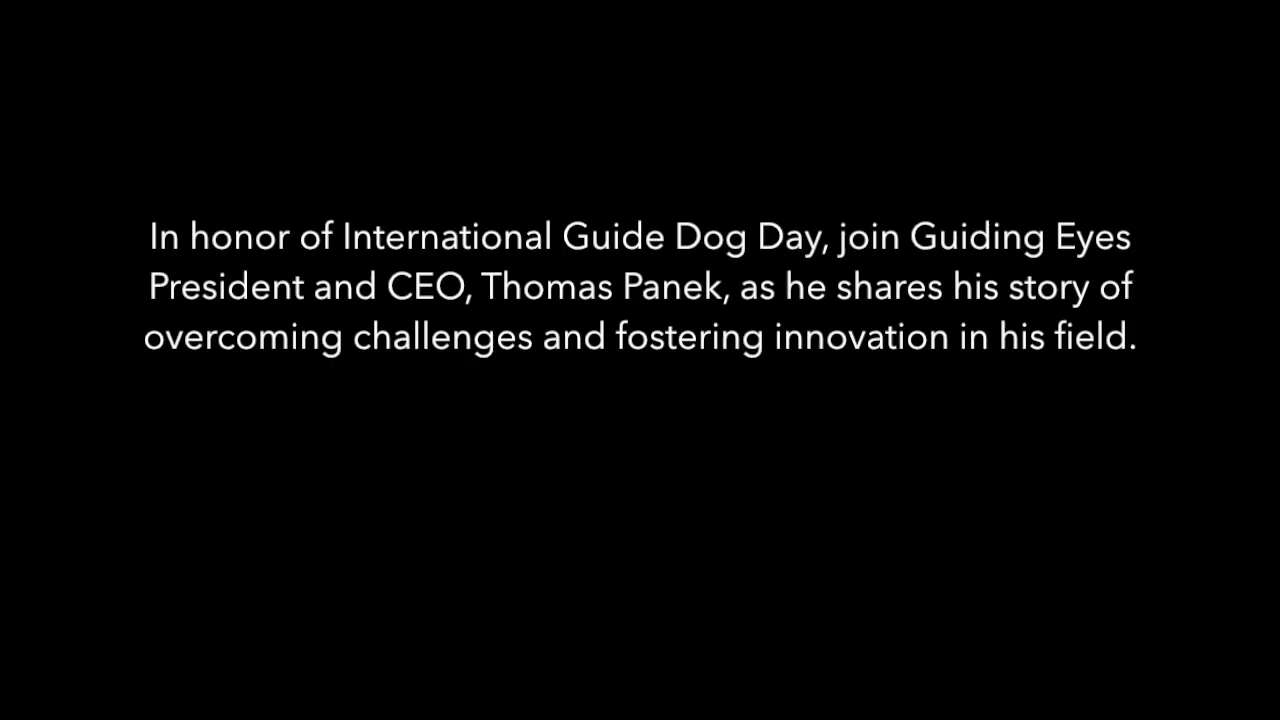 In honor of International Guide Dog Day, join Guiding Eyes
President and CEO, Thomas Panek, as he shares his story of
overcoming challenges and fostering innovation in his field.